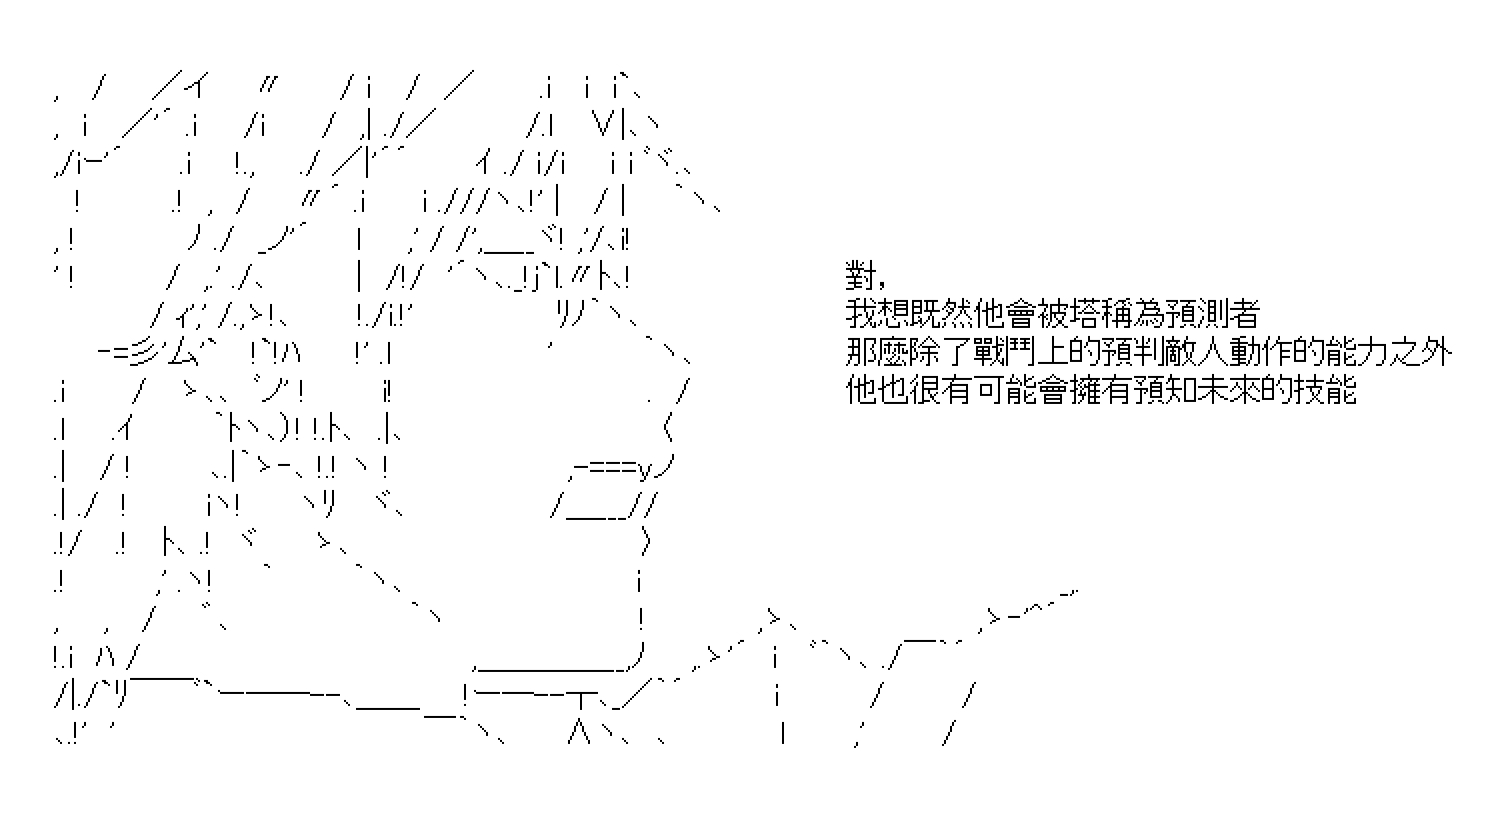 對，
我想既然他會被塔稱為預測者
那麼除了戰鬥上的預判敵人動作的能力之外
他也很有可能會擁有預知未來的技能